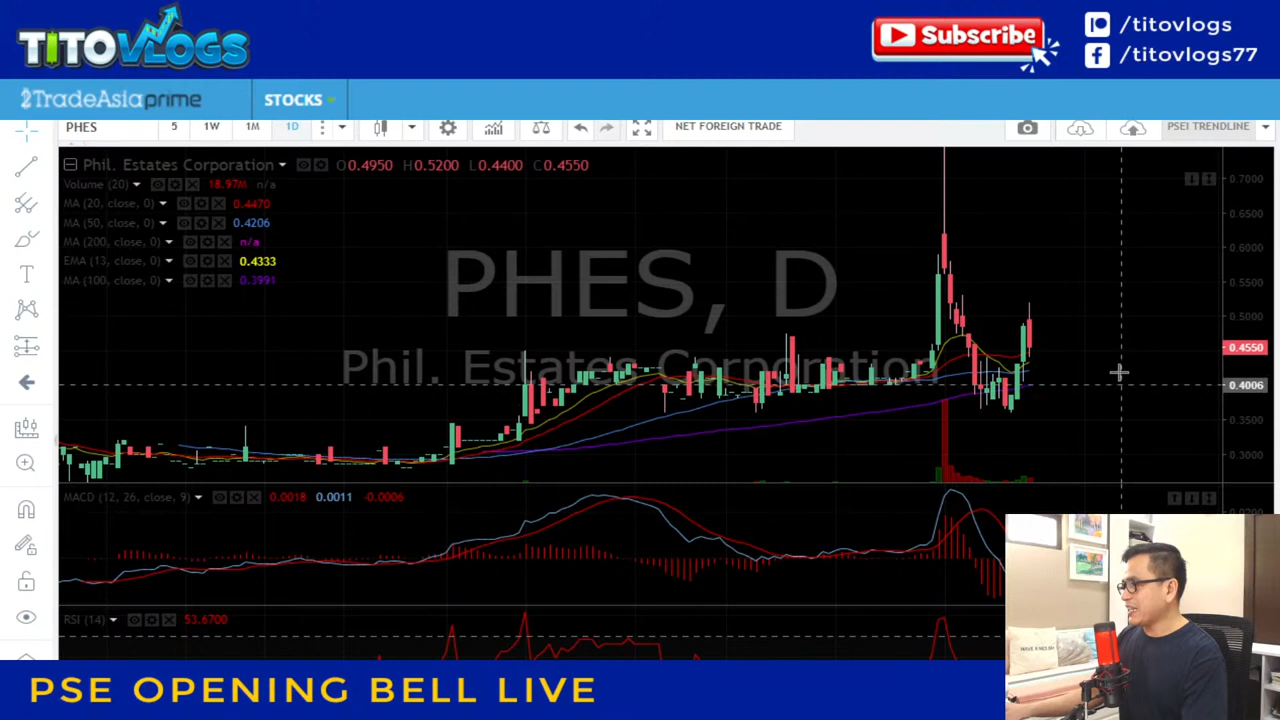 TITOVLOGS
Subscribe
/titovlogs
/titovlogs77
2TradeAsiaprime
STOCKS
PHES 5 1W 1M 1D NET FOREIGN TRADE PSEI TRENDLINE
Phil. Estates Corporation O0.4950 H0.5200 L0.4400 C0.4550
Volume (20) 18.97M n/a
MA (20, close, 0) 0.4470
MA (50, close, 0) 0.4206
MA (200, close, 0) n/a
EMA (13, close, 0) 0.4333
MA (100, close, 0) 0.3991
PHES, D
Phil. Estates Corporation
0.7000
0.6500
0.6000
0.5500
0.5000
0.4550
0.4006
0.3500
0.3000
MACD (12, 26, close, 9) 0.0018 0.0011 -0.0006
RSI (14) 53.6700
PSE OPENING BELL LIVE